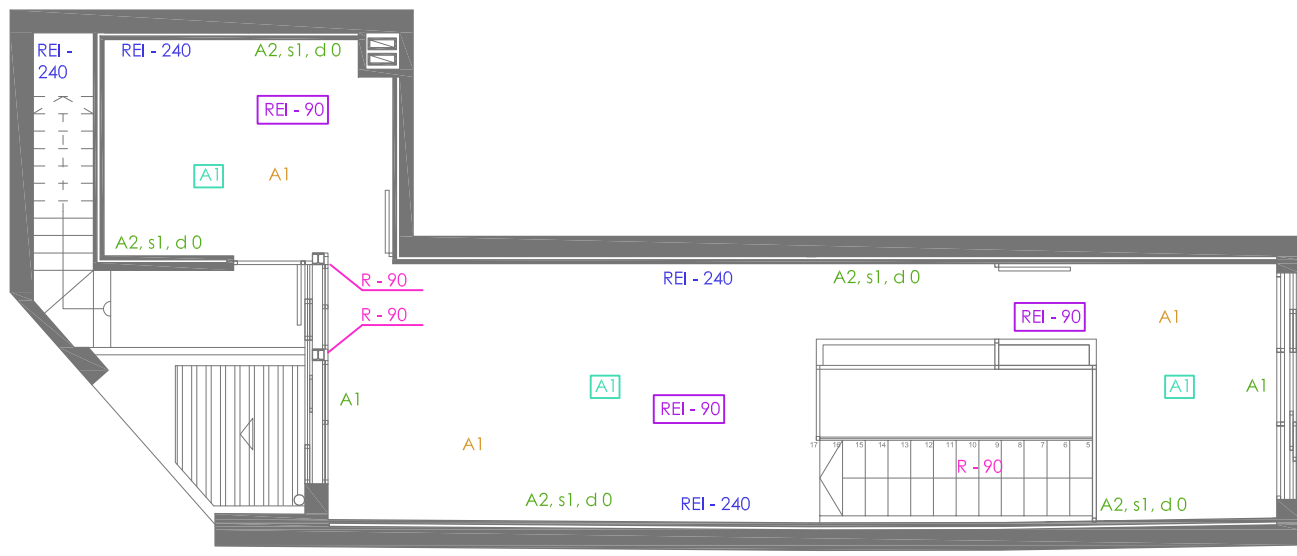 REI -
240
REI - 240
A2, s1, d 0
REI - 90
A1
A1
A2, s1, d 0
R - 90
R - 90
REI - 240
A2, s1, d 0
REI - 90
A1
A1
A1
A1
A1
REI - 90
A1
17 16 15 14 13 12 11 10 9 8 7 6 5
R - 90
A2, s1, d 0
REI - 240
A2, s1, d 0